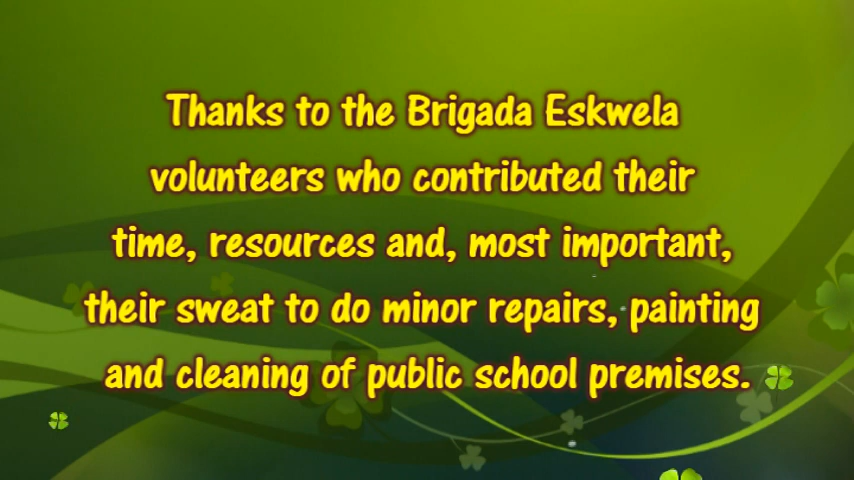 Thanks to the Brigada Eskwela
volunteers who contributed their
time, resources and, most important,
their sweat to do minor repairs, painting
and cleaning of public school premises.